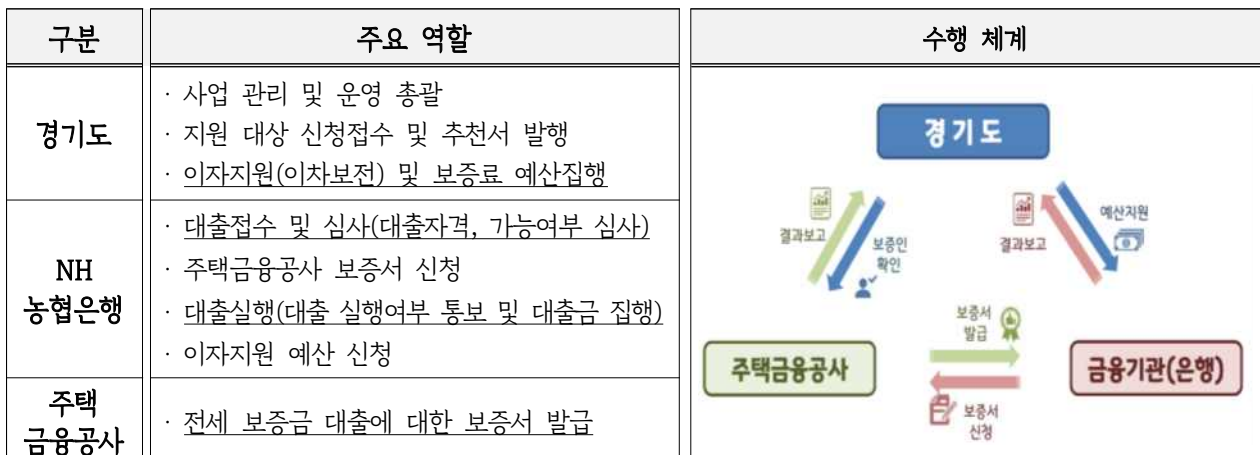 구분
주요 역할
수행 체계
경기도
· 사업 관리 및 운영 총괄
· 지원 대상 신청접수 및 추천서 발행
· 이자지원(이차보전) 및 보증료 예산집행
NH
농협은행
· 대출접수 및 심사(대출자격, 가능여부 심사)
· 주택금융공사 보증서 신청
· 대출실행(대출 실행여부 통보 및 대출금 집행)
· 이자지원 예산 신청
주택
금융공사
· 전세 보증금 대출에 대한 보증서 발급
경기도
결과보고
보증인
확인
결과보고
예산지원
보증서
발급
주택금융공사
금융기관(은행)
보증서
신청